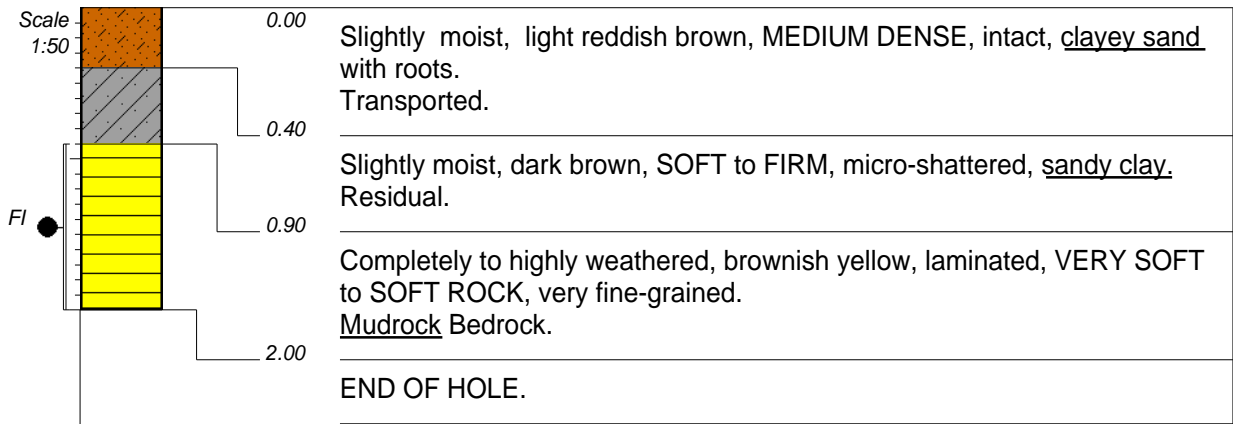 Scale
1:50
0.00
Slightly moist, light reddish brown, MEDIUM DENSE, intact, clayey sand
with roots.
Transported.
0.40
Slightly moist, dark brown, SOFT to FIRM, micro-shattered, sandy clay.
Residual.
FI
0.90
Completely to highly weathered, brownish yellow, laminated, VERY SOFT
to SOFT ROCK, very fine-grained.
Mudrock Bedrock.
2.00
END OF HOLE.